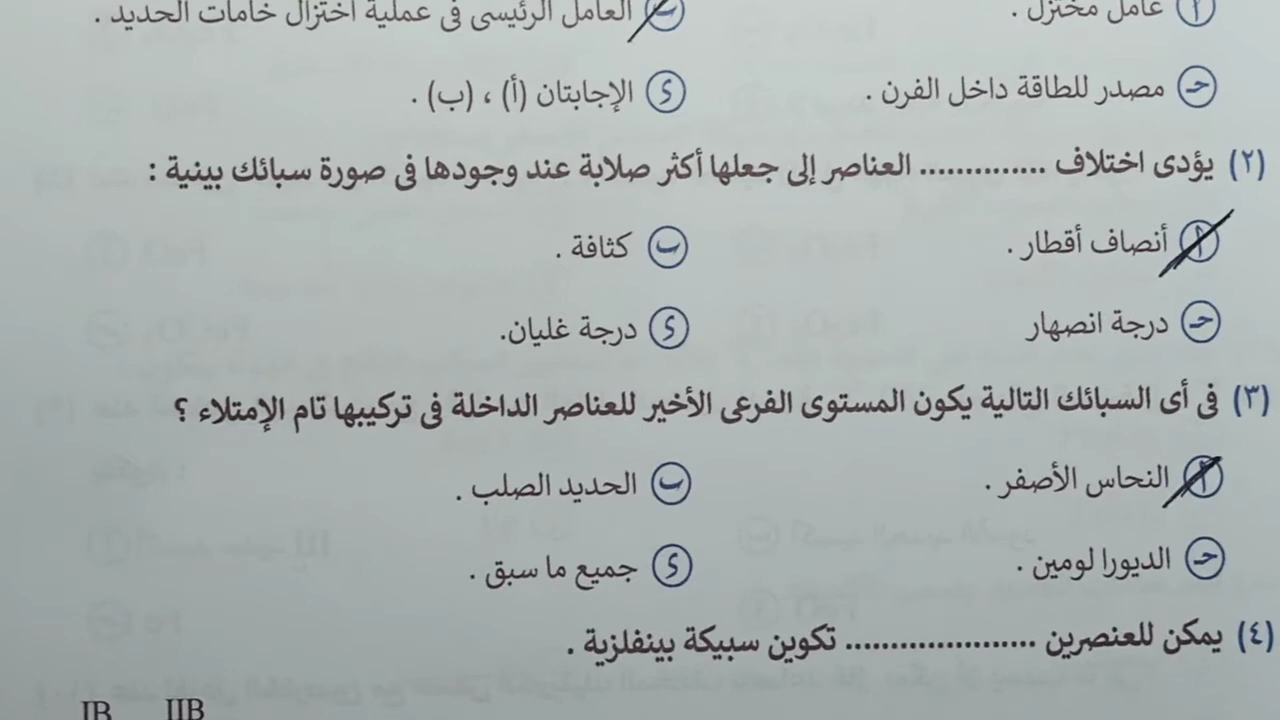 أ عامل مختزل . ب العامل الرئيسى فى عملية اختزال خامات الحديد .
جـ مصدر للطاقة داخل الفرن . د الإجابتان (أ) ، (ب) .
(٢) يؤدى اختلاف .............. العناصر إلى جعلها أكثر صلابة عند وجودها فى صورة سبائك بينية :
أ أنصاف أقطار . ب كثافة .
جـ درجة انصهار د درجة غليان.
(٣) فى أى السبائك التالية يكون المستوى الفرعى الأخير للعناصر الداخلة فى تركيبها تام الإمتلاء ؟
أ النحاس الأصفر . ب الحديد الصلب .
جـ الديورا لومين . د جميع ما سبق .
(٤) يمكن للعنصرين ..................... تكوين سبيكة بينفلزية .
IB IIB